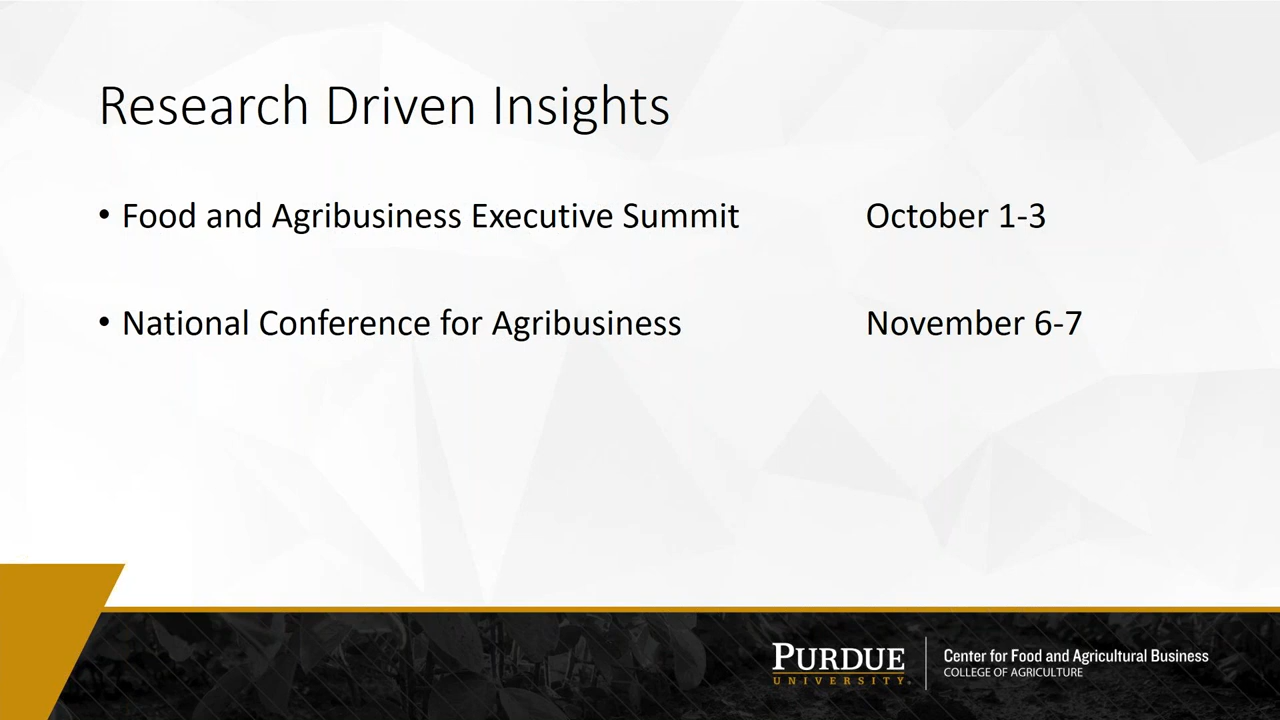 Research Driven Insights
• Food and Agribusiness Executive Summit October 1-3
• National Conference for Agribusiness November 6-7
PURDUE UNIVERSITY®
Center for Food and Agricultural Business
COLLEGE OF AGRICULTURE